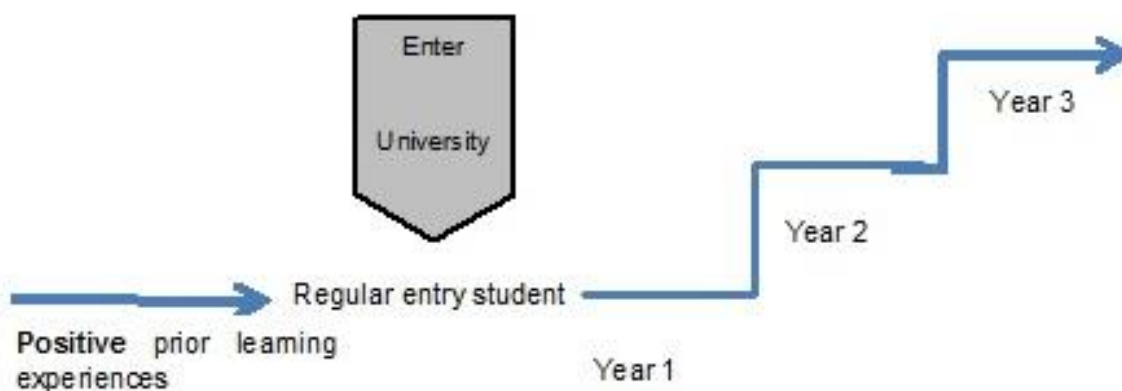 Enter
University
Year 3
Year 2
Regular entry student
Positive prior learning
experiences
Year 1